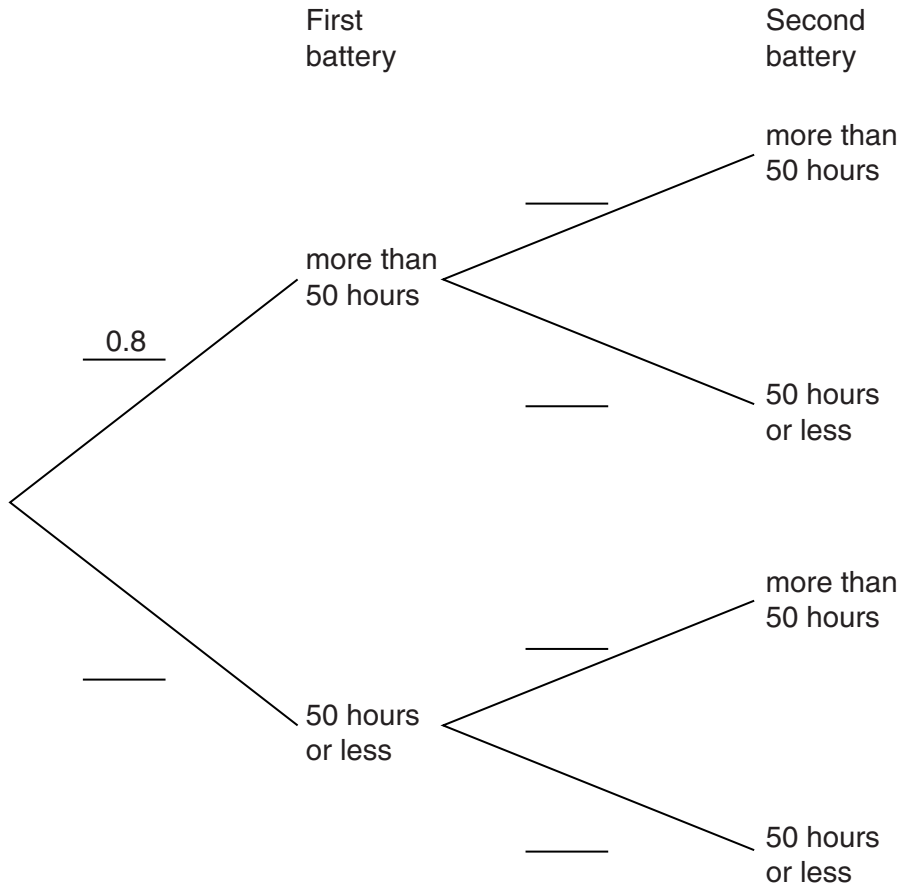 First
battery
Second
battery
more than
50 hours
more than
50 hours
0.8
50 hours
or less
more than
50 hours
50 hours
or less
50 hours
or less